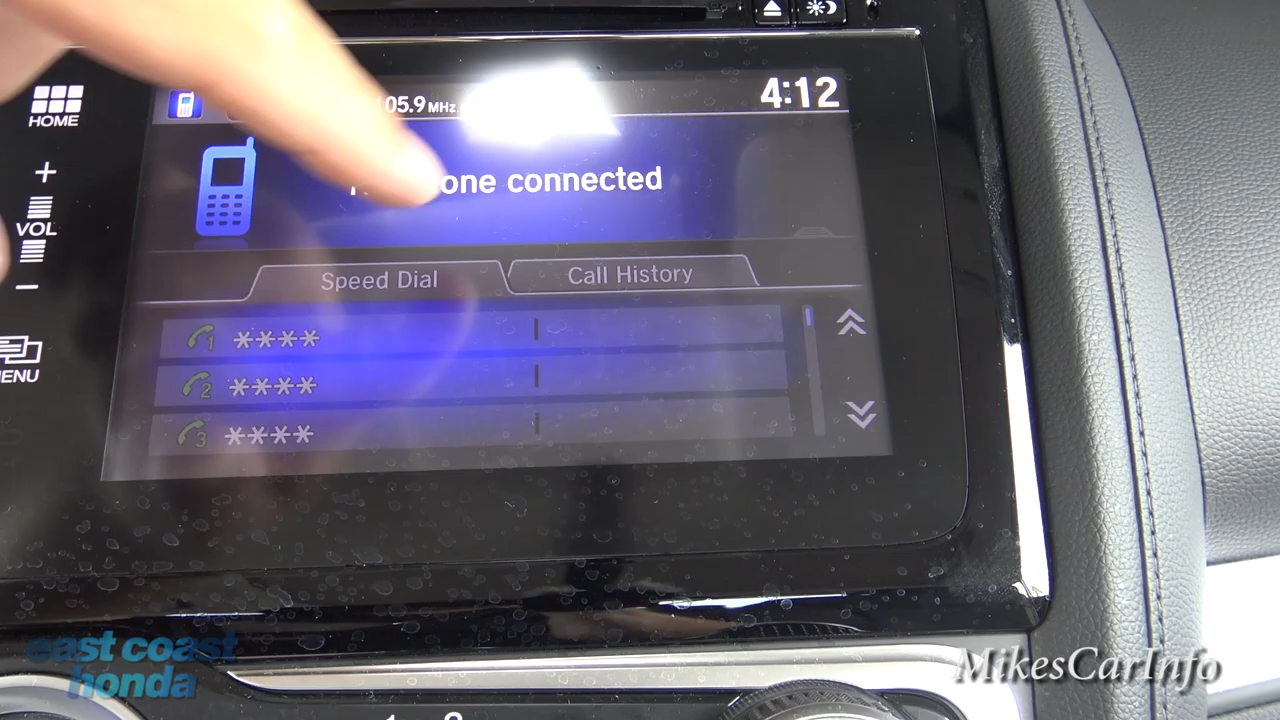 HOME
105.9 MHz
4:12
one connected
+
VOL
−
MENU
Speed Dial
Call History
1 ****
2 ****
3 ****
east coast
honda
MikesCarInfo